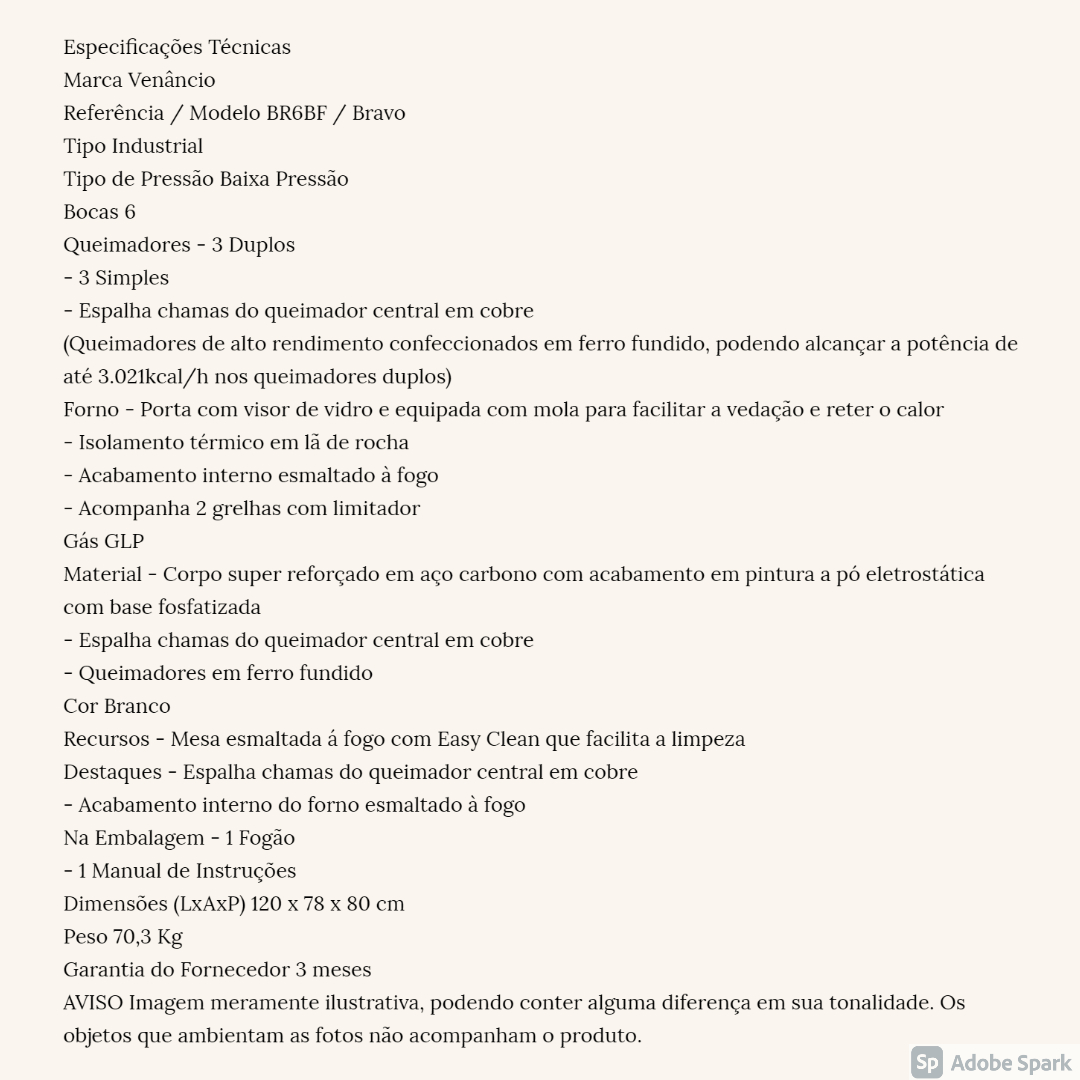 Especificações Técnicas
Marca Venâncio
Referência / Modelo BR6BF / Bravo
Tipo Industrial
Tipo de Pressão Baixa Pressão
Bocas 6
Queimadores - 3 Duplos
- 3 Simples
- Espalha chamas do queimador central em cobre
(Queimadores de alto rendimento confeccionados em ferro fundido, podendo alcançar a potência de
até 3.021kcal/h nos queimadores duplos)
Forno - Porta com visor de vidro e equipada com mola para facilitar a vedação e reter o calor
- Isolamento térmico em lã de rocha
- Acabamento interno esmaltado à fogo
- Acompanha 2 grelhas com limitador
Gás GLP
Material - Corpo super reforçado em aço carbono com acabamento em pintura a pó eletrostática
com base fosfatizada
- Espalha chamas do queimador central em cobre
- Queimadores em ferro fundido
Cor Branco
Recursos - Mesa esmaltada á fogo com Easy Clean que facilita a limpeza
Destaques - Espalha chamas do queimador central em cobre
- Acabamento interno do forno esmaltado à fogo
Na Embalagem - 1 Fogão
- 1 Manual de Instruções
Dimensões (LxAxP) 120 x 78 x 80 cm
Peso 70,3 Kg
Garantia do Fornecedor 3 meses
AVISO Imagem meramente ilustrativa, podendo conter alguma diferença em sua tonalidade. Os
objetos que ambientam as fotos não acompanham o produto.
Sp Adobe Spark